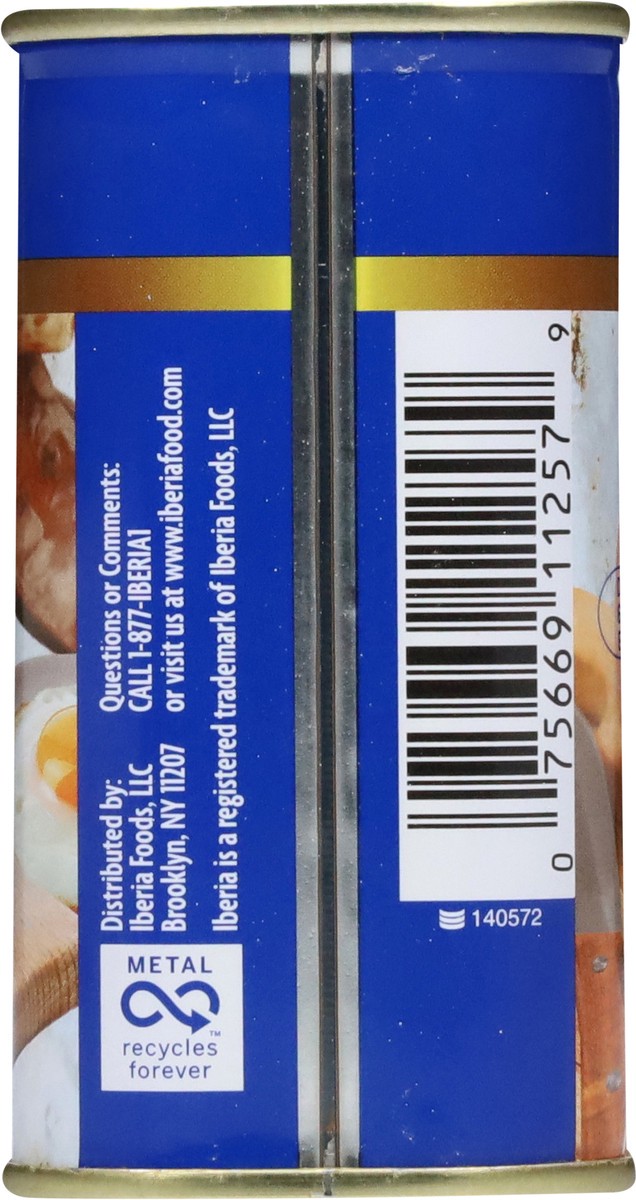 Distributed by:
Iberia Foods, LLC
Brooklyn, NY 11207
Questions or Comments:
CALL 1-877-IBERIA1
or visit us at www.iberiafood.com
Iberia is a registered trademark of Iberia Foods, LLC
METAL
TM
recycles
forever
0 75669 11257 9
140572